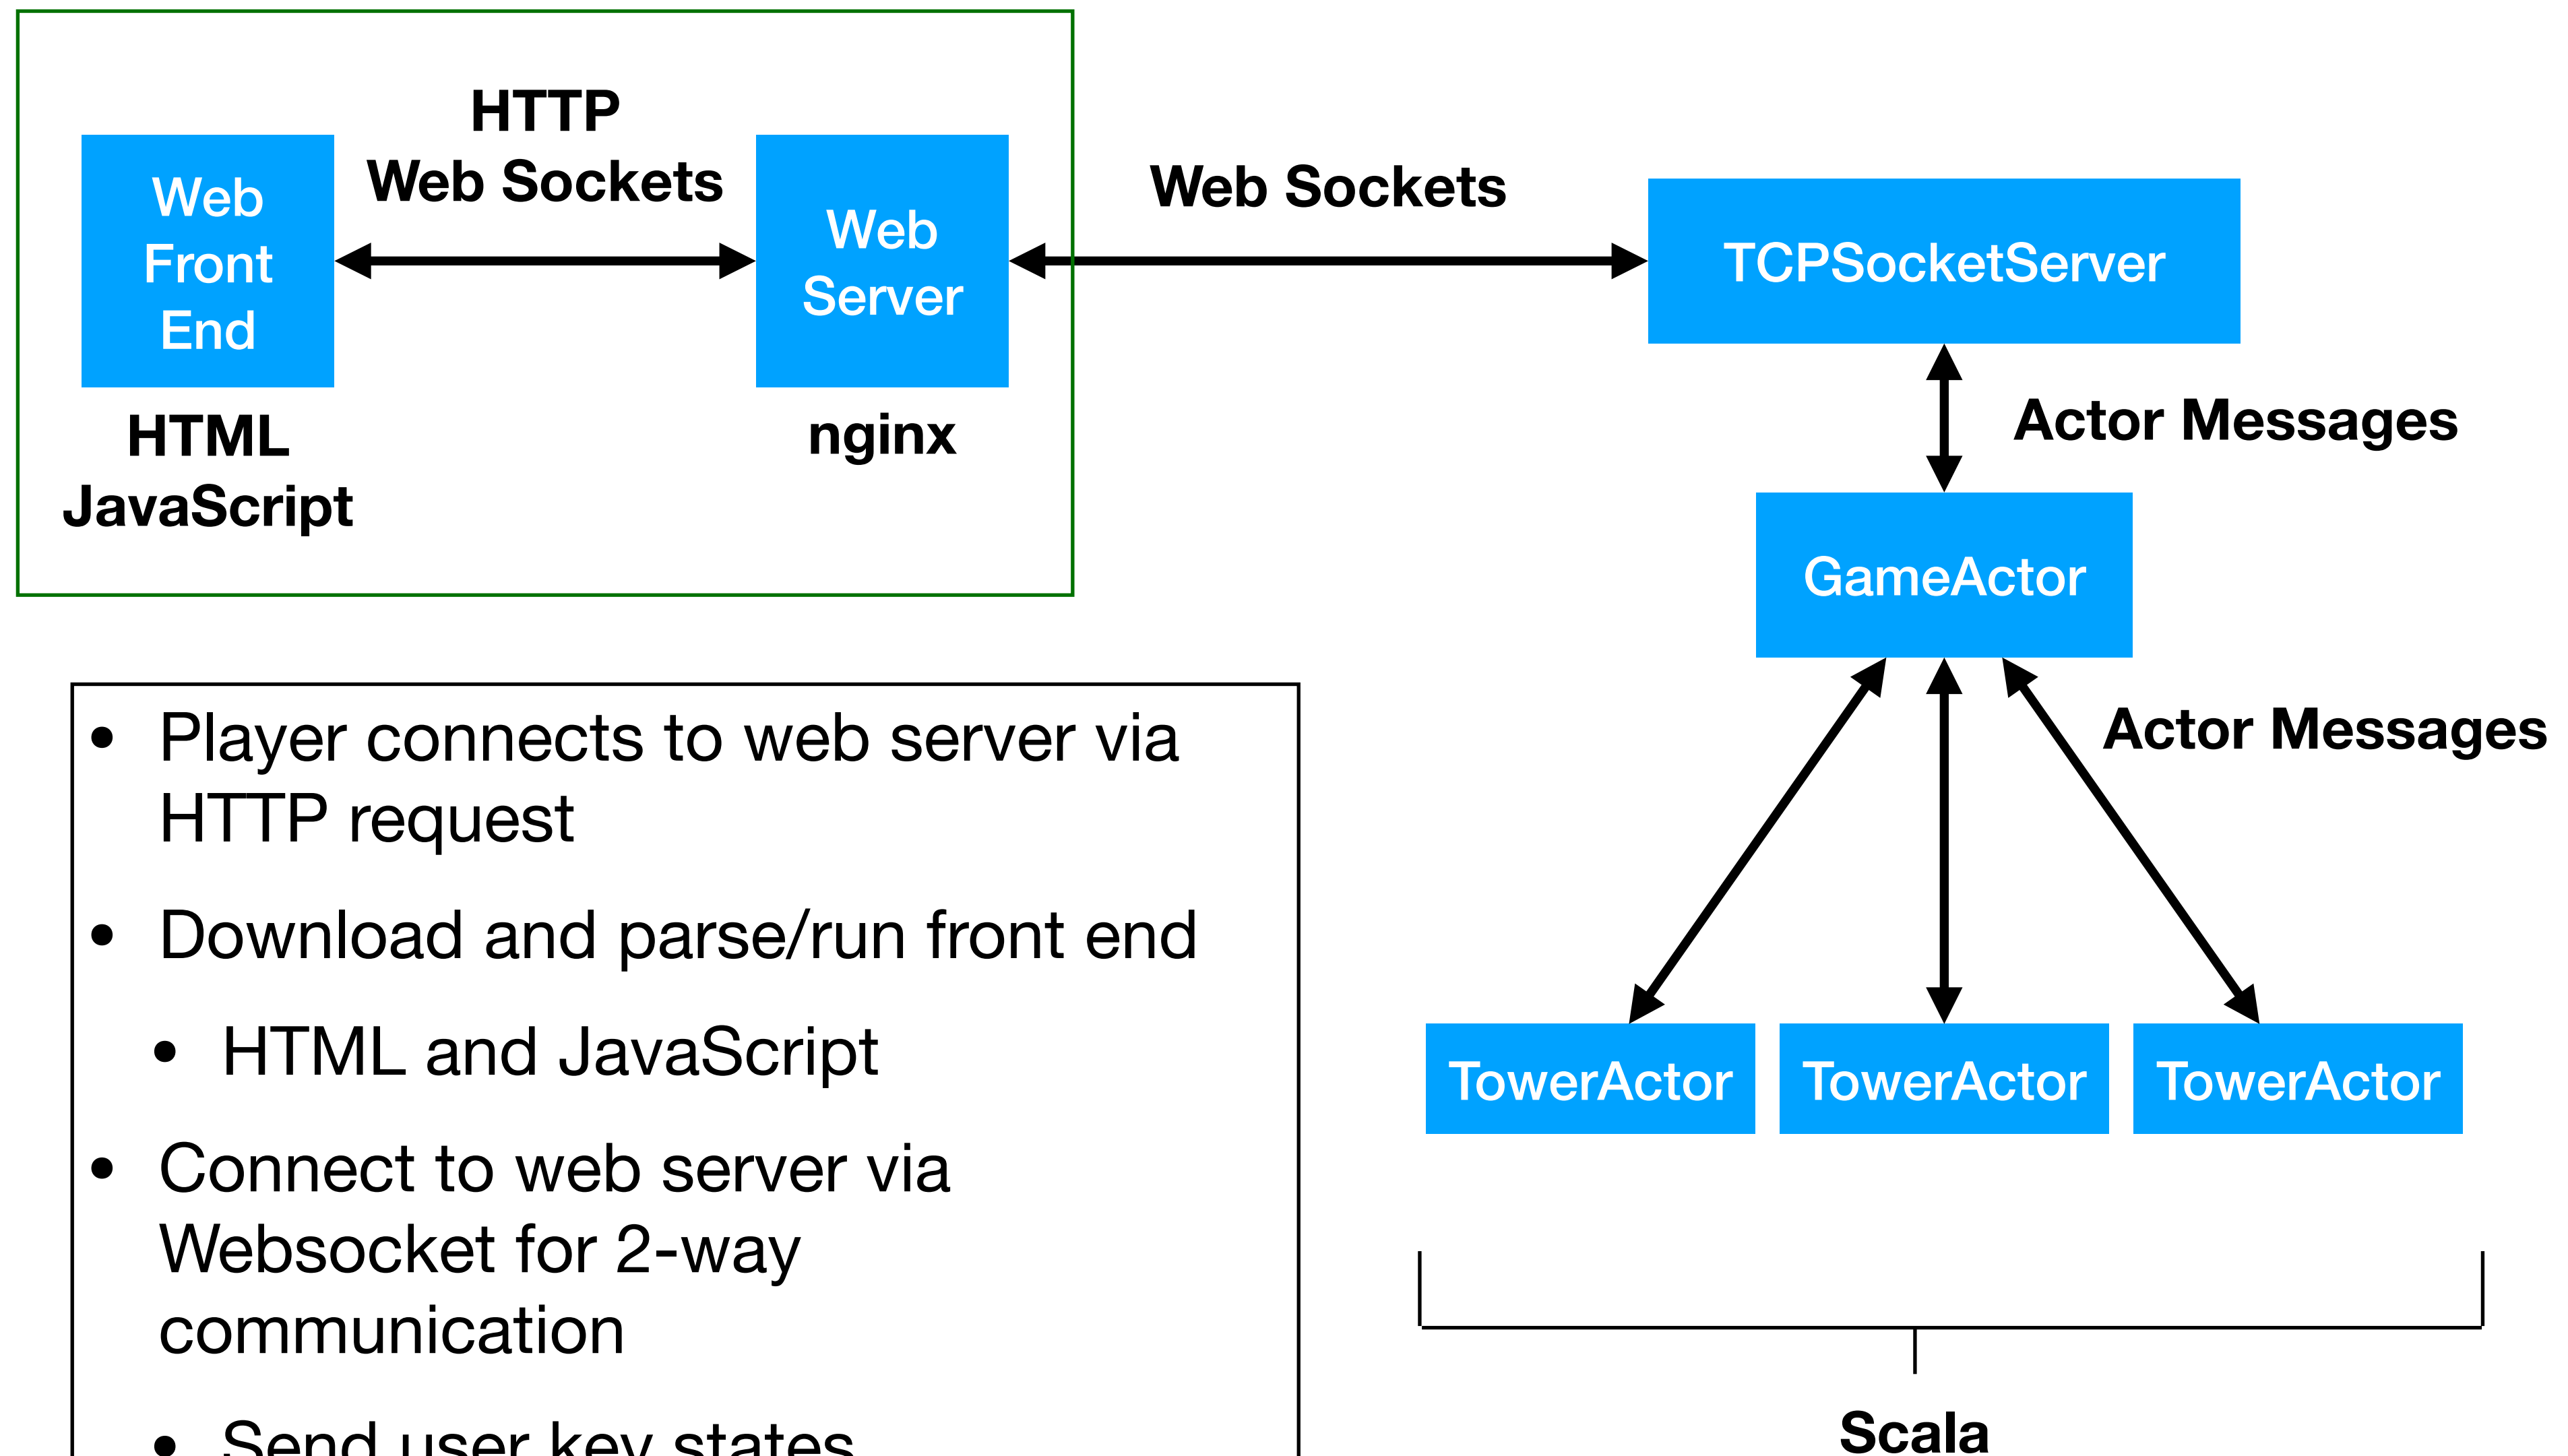 HTTP
Web Sockets
Web
Front
End
HTML
JavaScript
Web
Server
nginx
Web Sockets
TCPSocketServer
Actor Messages
GameActor
Actor Messages
TowerActor TowerActor TowerActor
Scala
• Player connects to web server via
HTTP request
• Download and parse/run front end
• HTML and JavaScript
• Connect to web server via
Websocket for 2-way
communication
• Send user key states